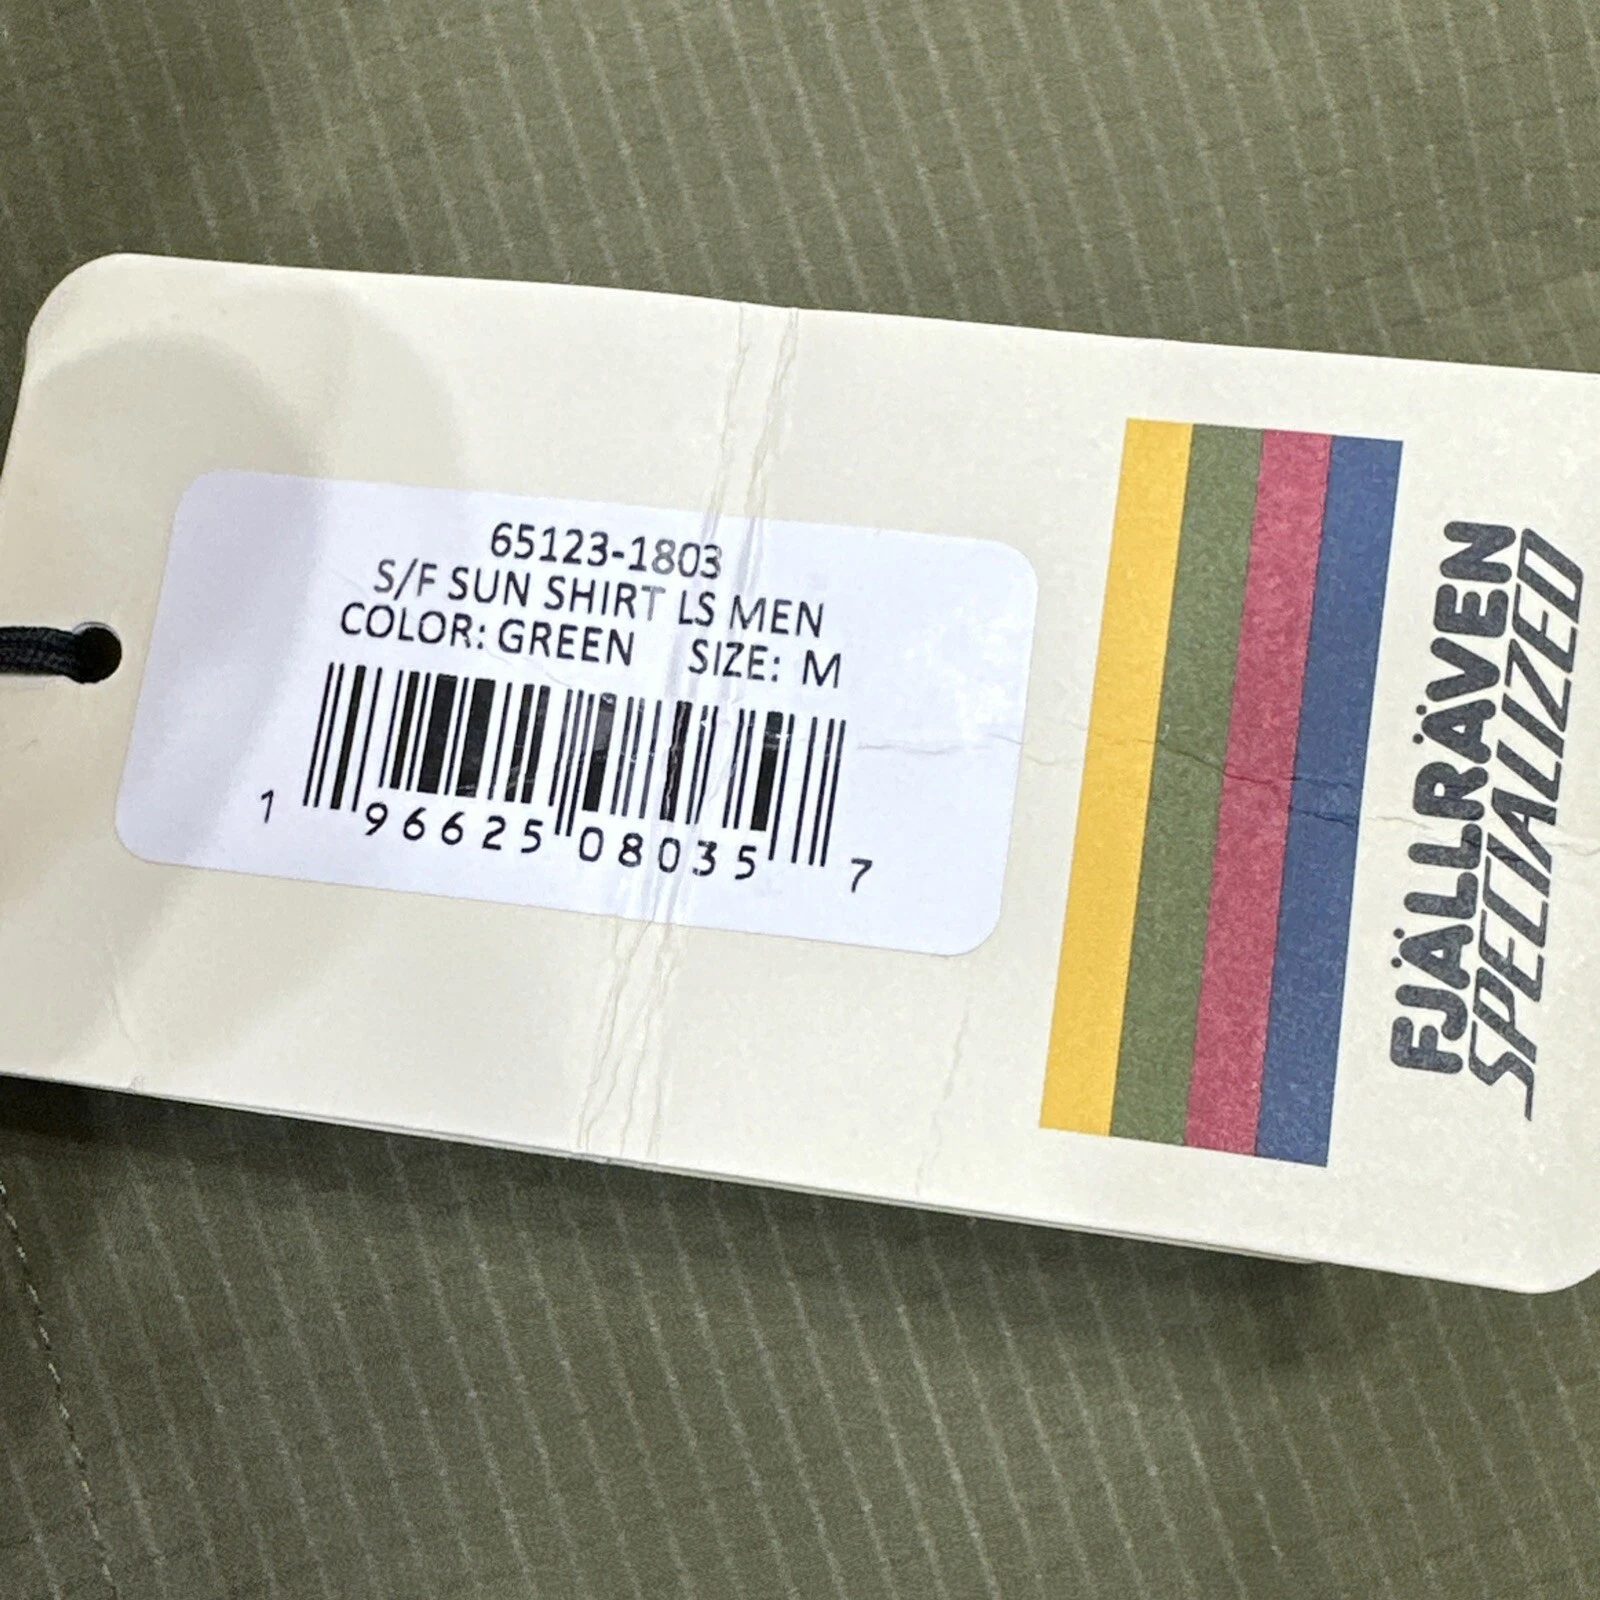 65123-1803
S/F SUN SHIRT LS MEN
COLOR: GREEN SIZE: M
1 96625 08035 7
FJÄLLRÄVEN
SPECIALIZED